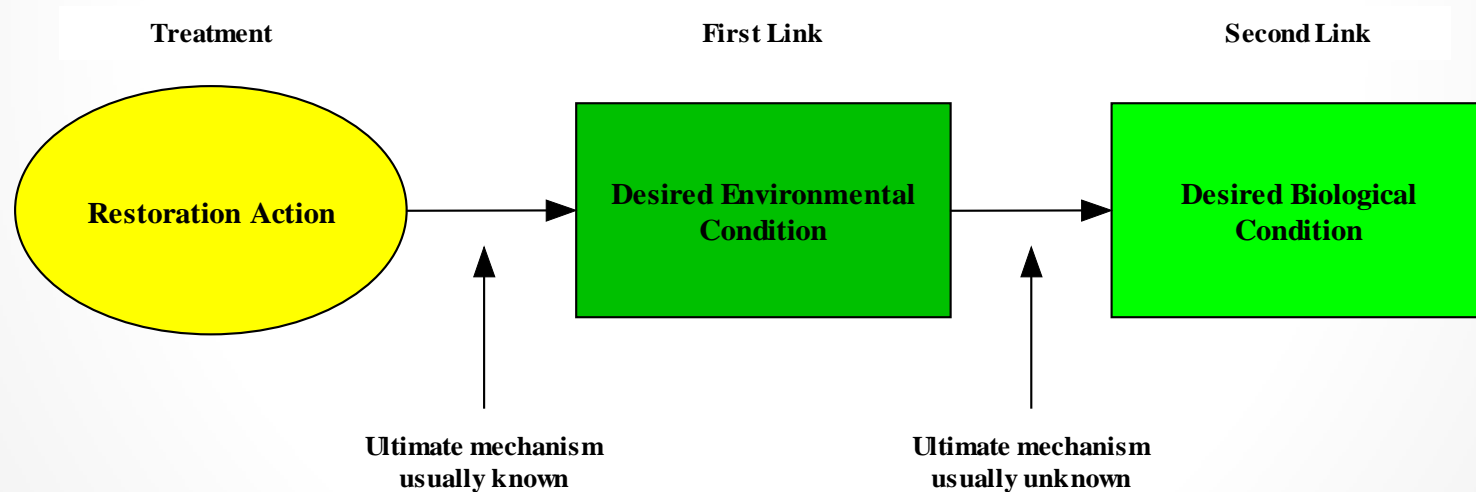 Treatment
First Link
Second Link
Restoration Action
Desired Environmental
Condition
Desired Biological
Condition
Ultimate mechanism
usually known
Ultimate mechanism
usually unknown